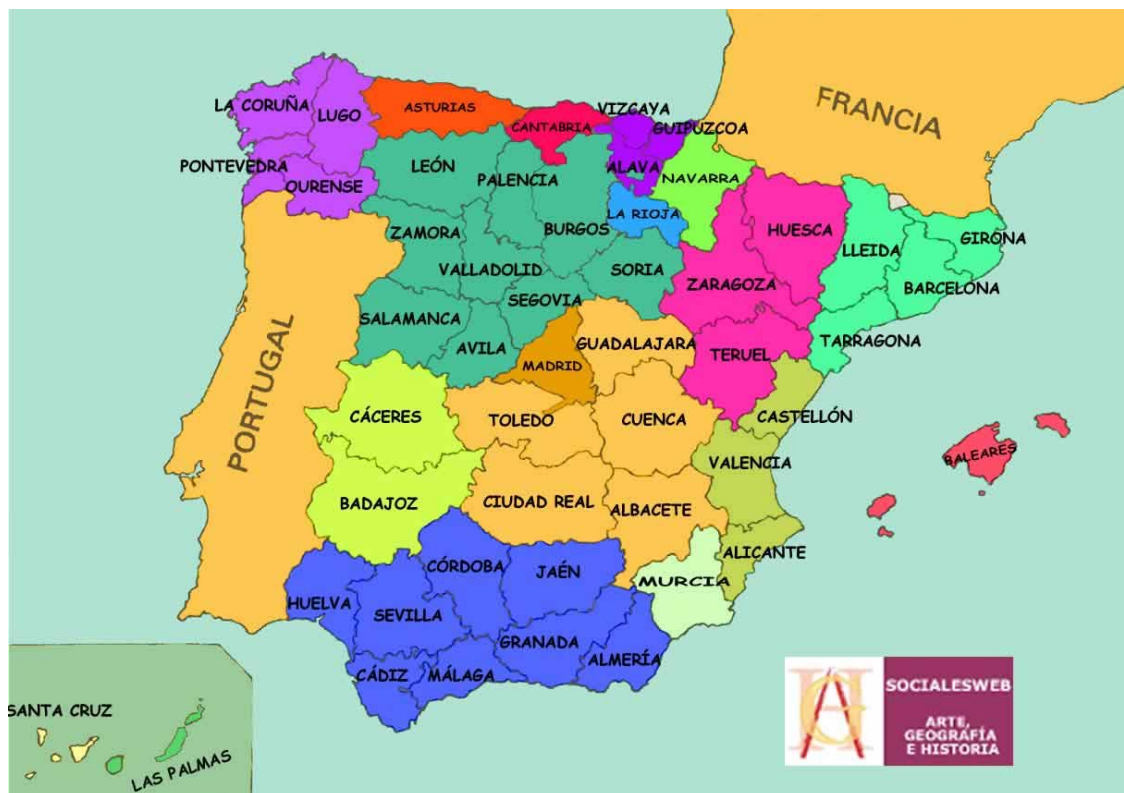 FRANCIA
LA CORUÑA
LUGO
ASTURIAS
CANTABRIA
VIZCAYA
GUIPUZCOA
PONTEVEDRA
OURENSE
LEÓN
PALENCIA
ALAVA
NAVARRA
LA RIOJA
BURGOS
HUESCA
LLEIDA
GIRONA
ZAMORA
VALLADOLID
SORIA
ZARAGOZA
BARCELONA
SEGOVIA
SALAMANCA
AVILA
MADRID
GUADALAJARA
TERUEL
TARRAGONA
PORTUGAL
CÁCERES
TOLEDO
CUENCA
CASTELLÓN
BALEARES
VALENCIA
BADAJOZ
CIUDAD REAL
ALBACETE
ALICANTE
CÓRDOBA
JAÉN
MURCIA
HUELVA
SEVILLA
GRANADA
ALMERÍA
CÁDIZ
MÁLAGA
SANTA CRUZ
LAS PALMAS
SOCIALESWEB
ARTE,
GEOGRAFÍA
E HISTORIA